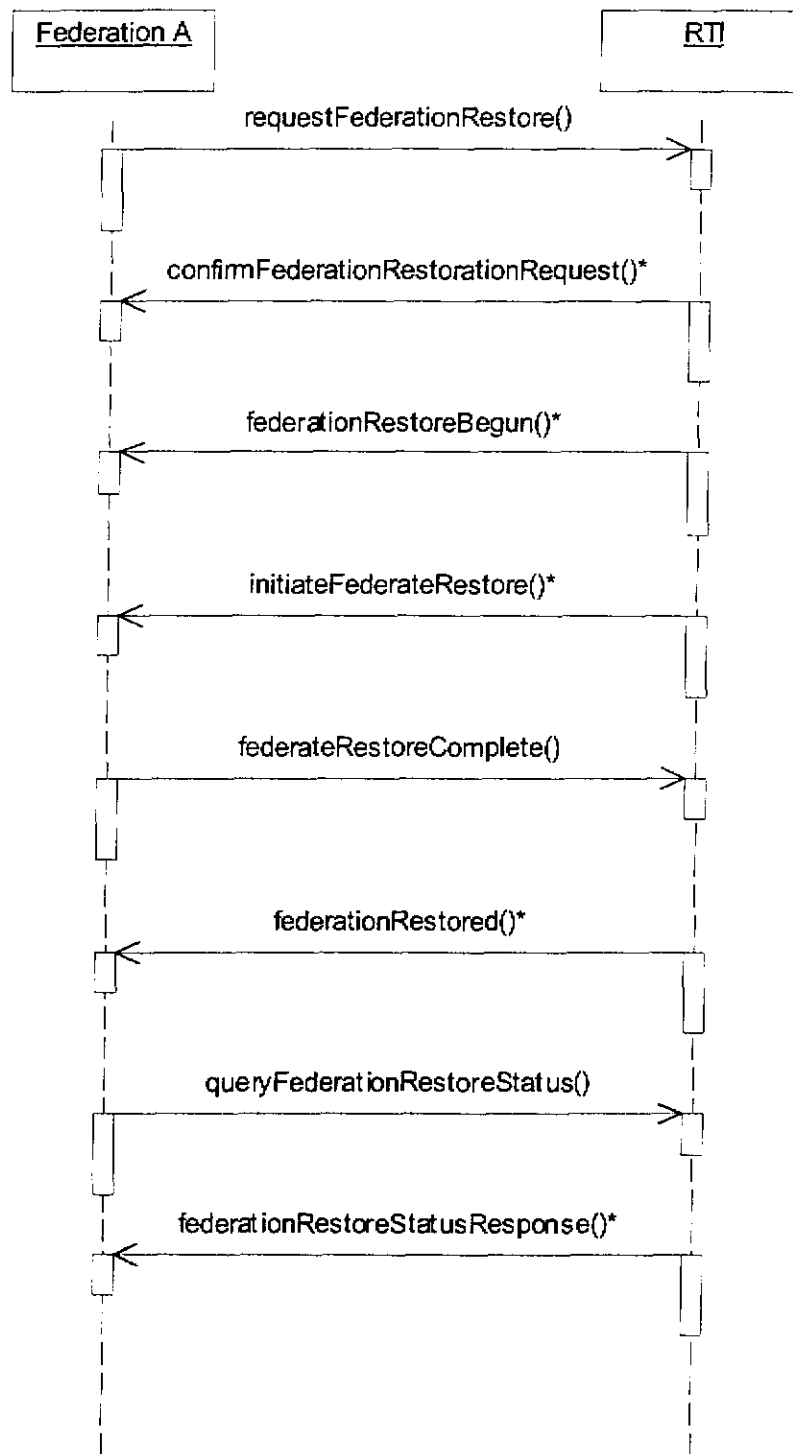 Federation A
RTI
requestFederationRestore()
confirmFederationRestorationRequest()*
federationRestoreBegun()*
initiateFederateRestore()*
federateRestoreComplete()
federationRestored()*
queryFederationRestoreStatus()
federationRestoreStatusResponse()*